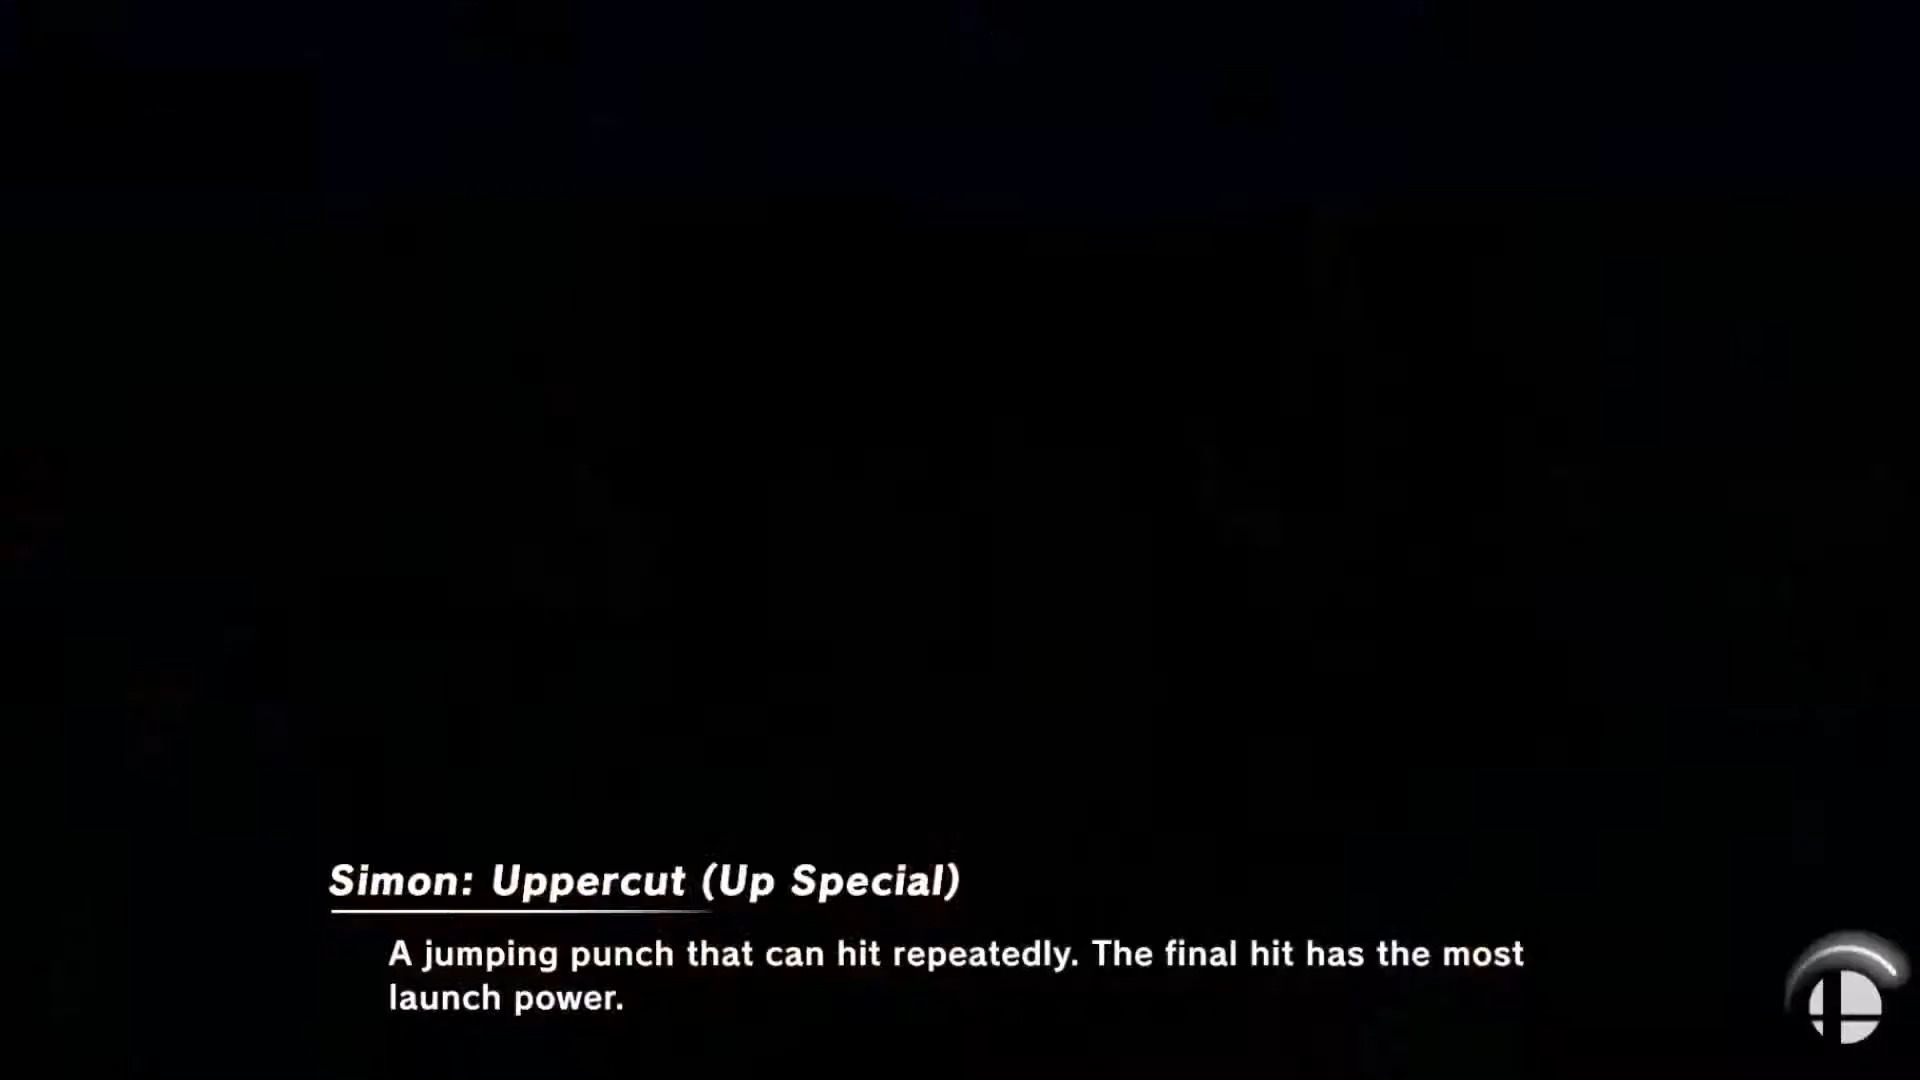 Simon: Uppercut (Up Special)
A jumping punch that can hit repeatedly. The final hit has the most
launch power.